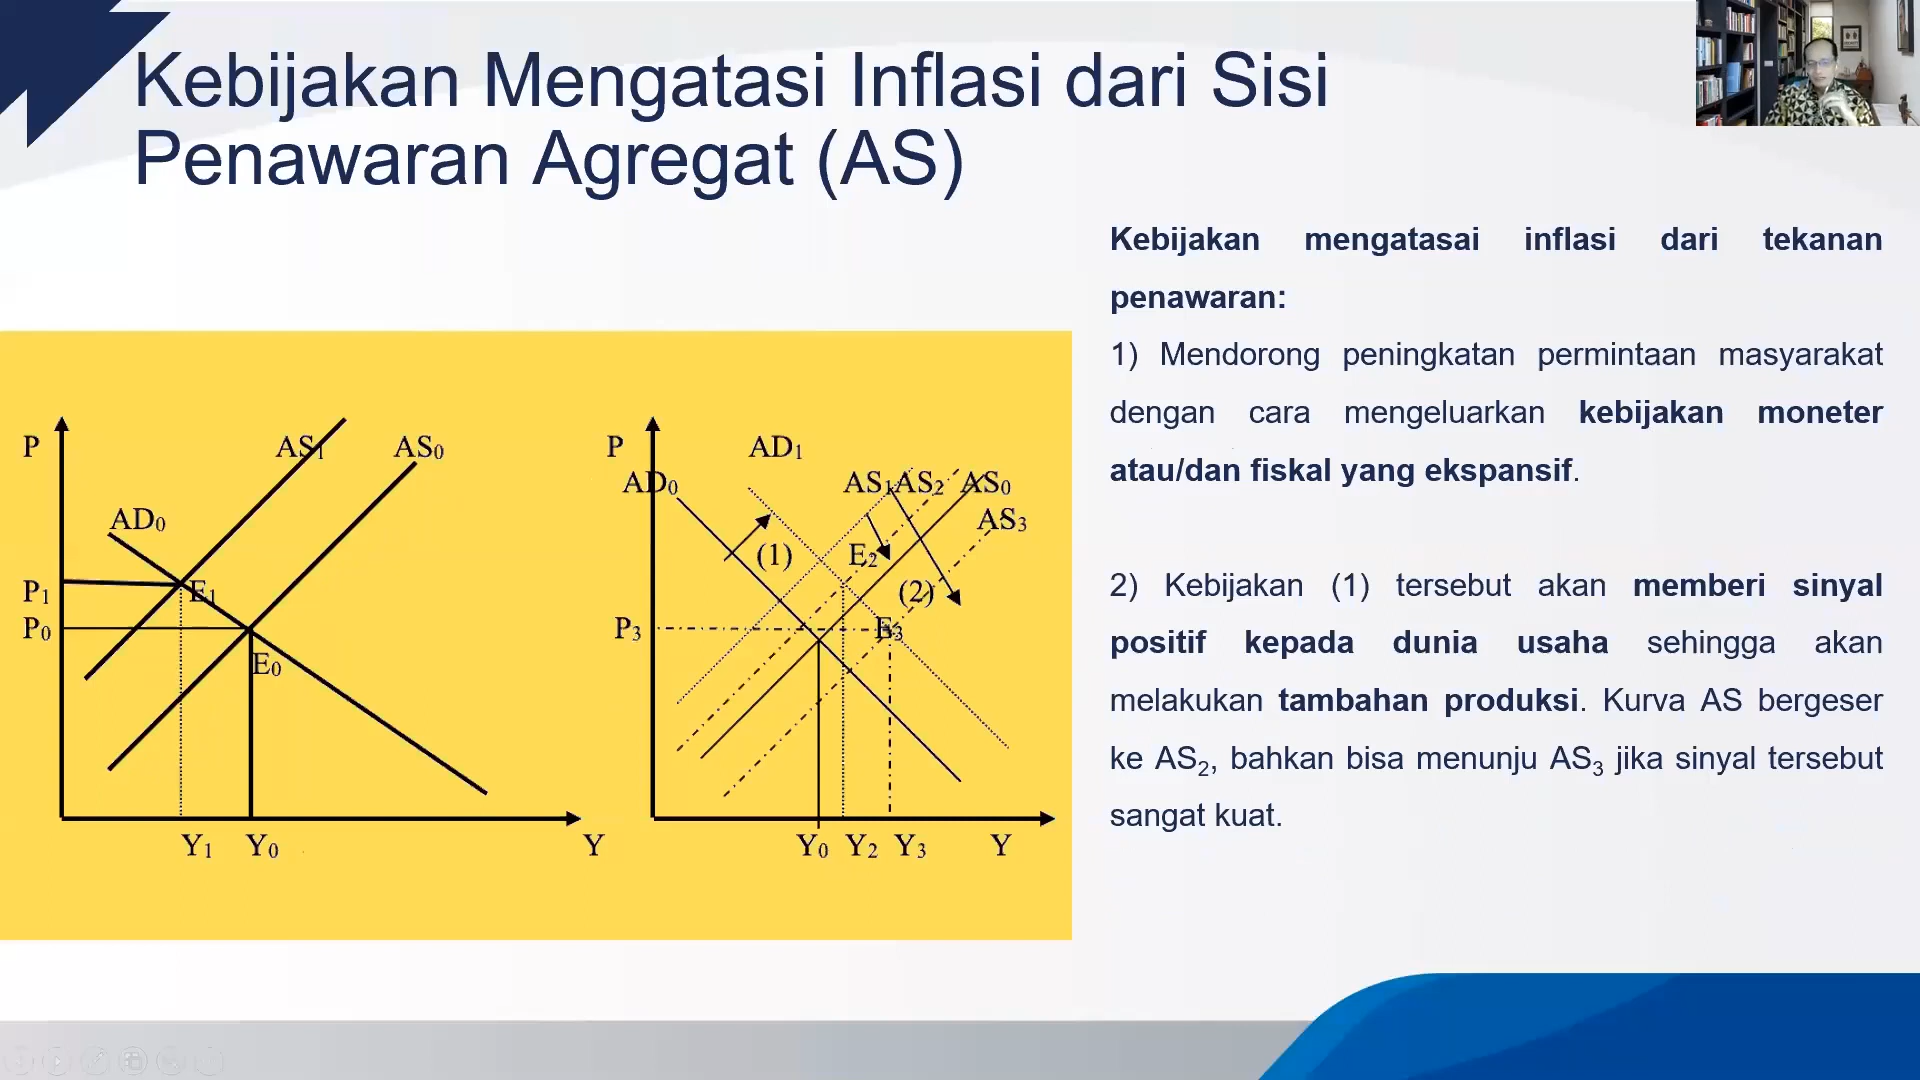 Kebijakan Mengatasi Inflasi dari Sisi
Penawaran Agregat (AS)
Kebijakan mengatasai inflasi dari tekanan
penawaran:
1) Mendorong peningkatan permintaan masyarakat
dengan cara mengeluarkan kebijakan moneter
atau/dan fiskal yang ekspansif.
2) Kebijakan (1) tersebut akan memberi sinyal
positif kepada dunia usaha sehingga akan
melakukan tambahan produksi. Kurva AS bergeser
ke AS₂, bahkan bisa menunju AS₃ jika sinyal tersebut
sangat kuat.
P
AS₁
AS₀
AD₀
P₁
E₁
P₀
E₀
Y₁
Y₀
Y
P
AD₁
AD₀
AS₁
AS₂
AS₀
AS₃
(1)
E₂
(2)
P₃
E₃
Y₀
Y₂
Y₃
Y